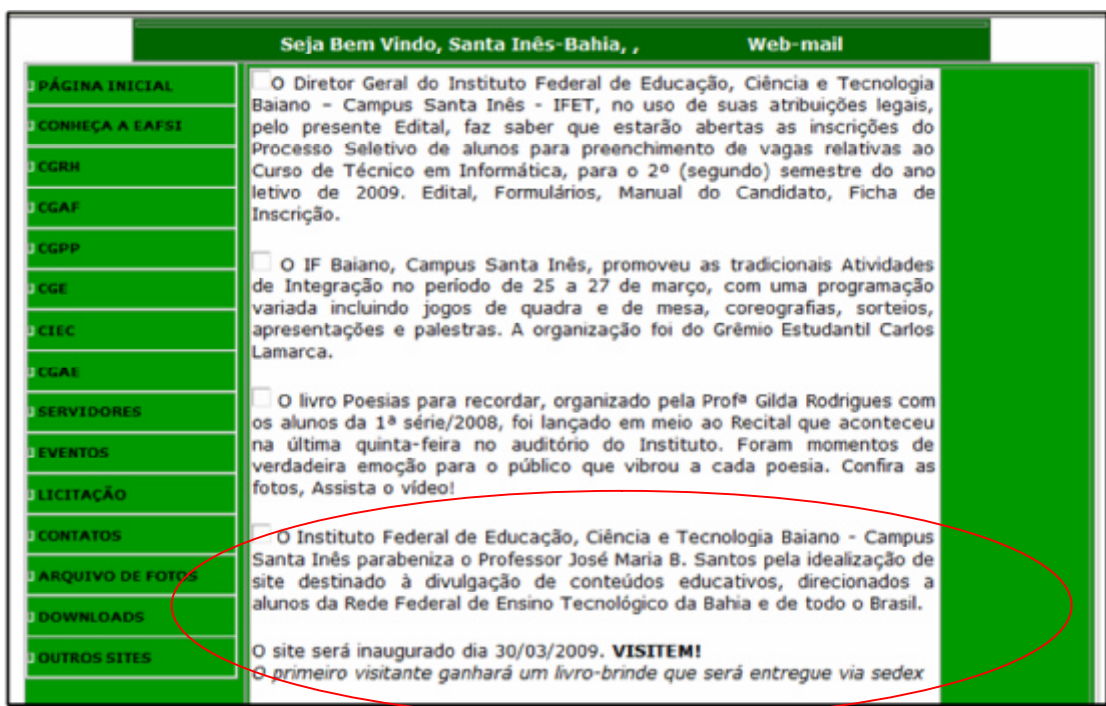 Seja Bem Vindo, Santa Inês-Bahia, , Web-mail
PÁGINA INICIAL
CONHEÇA A EAFSI
CGRH
CGAF
CGPP
CGE
CIEC
CGAE
SERVIDORES
EVENTOS
LICITAÇÃO
CONTATOS
ARQUIVO DE FOTOS
DOWNLOADS
OUTROS SITES
O Diretor Geral do Instituto Federal de Educação, Ciência e Tecnologia
Baiano – Campus Santa Inês - IFET, no uso de suas atribuições legais,
pelo presente Edital, faz saber que estarão abertas as inscrições do
Processo Seletivo de alunos para preenchimento de vagas relativas ao
Curso de Técnico em Informática, para o 2º (segundo) semestre do ano
letivo de 2009. Edital, Formulários, Manual do Candidato, Ficha de
Inscrição.
O IF Baiano, Campus Santa Inês, promoveu as tradicionais Atividades
de Integração no período de 25 a 27 de março, com uma programação
variada incluindo jogos de quadra e de mesa, coreografias, sorteios,
apresentações e palestras. A organização foi do Grêmio Estudantil Carlos
Lamarca.
O livro Poesias para recordar, organizado pela Profª Gilda Rodrigues com
os alunos da 1ª série/2008, foi lançado em meio ao Recital que aconteceu
na última quinta-feira no auditório do Instituto. Foram momentos de
verdadeira emoção para o público que vibrou a cada poesia. Confira as
fotos, Assista o vídeo!
O Instituto Federal de Educação, Ciência e Tecnologia Baiano - Campus
Santa Inês parabeniza o Professor José Maria B. Santos pela idealização de
site destinado à divulgação de conteúdos educativos, direcionados a
alunos da Rede Federal de Ensino Tecnológico da Bahia e de todo o Brasil.
O site será inaugurado dia 30/03/2009. VISITEM!
O primeiro visitante ganhará um livro-brinde que será entregue via sedex